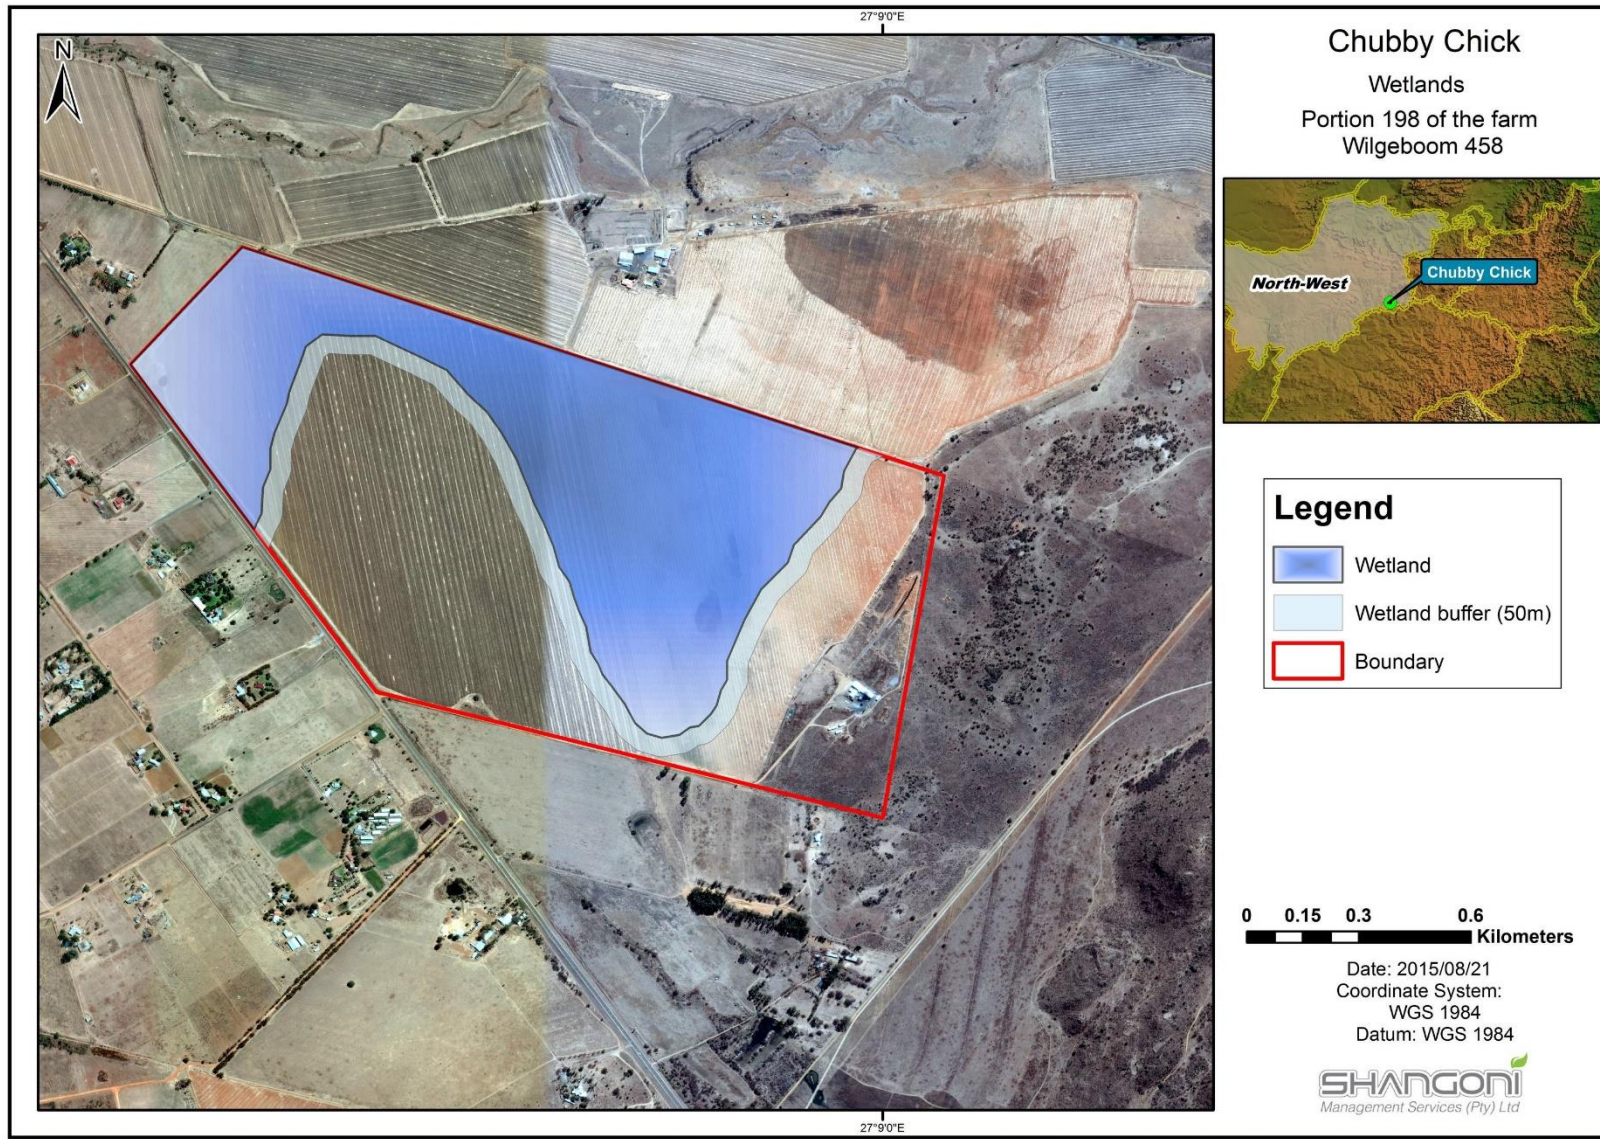 27°9'0"E
N
Chubby Chick
Wetlands
Portion 198 of the farm
Wilgeboom 458
North-West
Chubby Chick
Legend
Wetland
Wetland buffer (50m)
Boundary
0 0.15 0.3 0.6
Kilometers
Date: 2015/08/21
Coordinate System:
WGS 1984
Datum: WGS 1984
SHANGONI
Management Services (Pty) Ltd
27°9'0"E